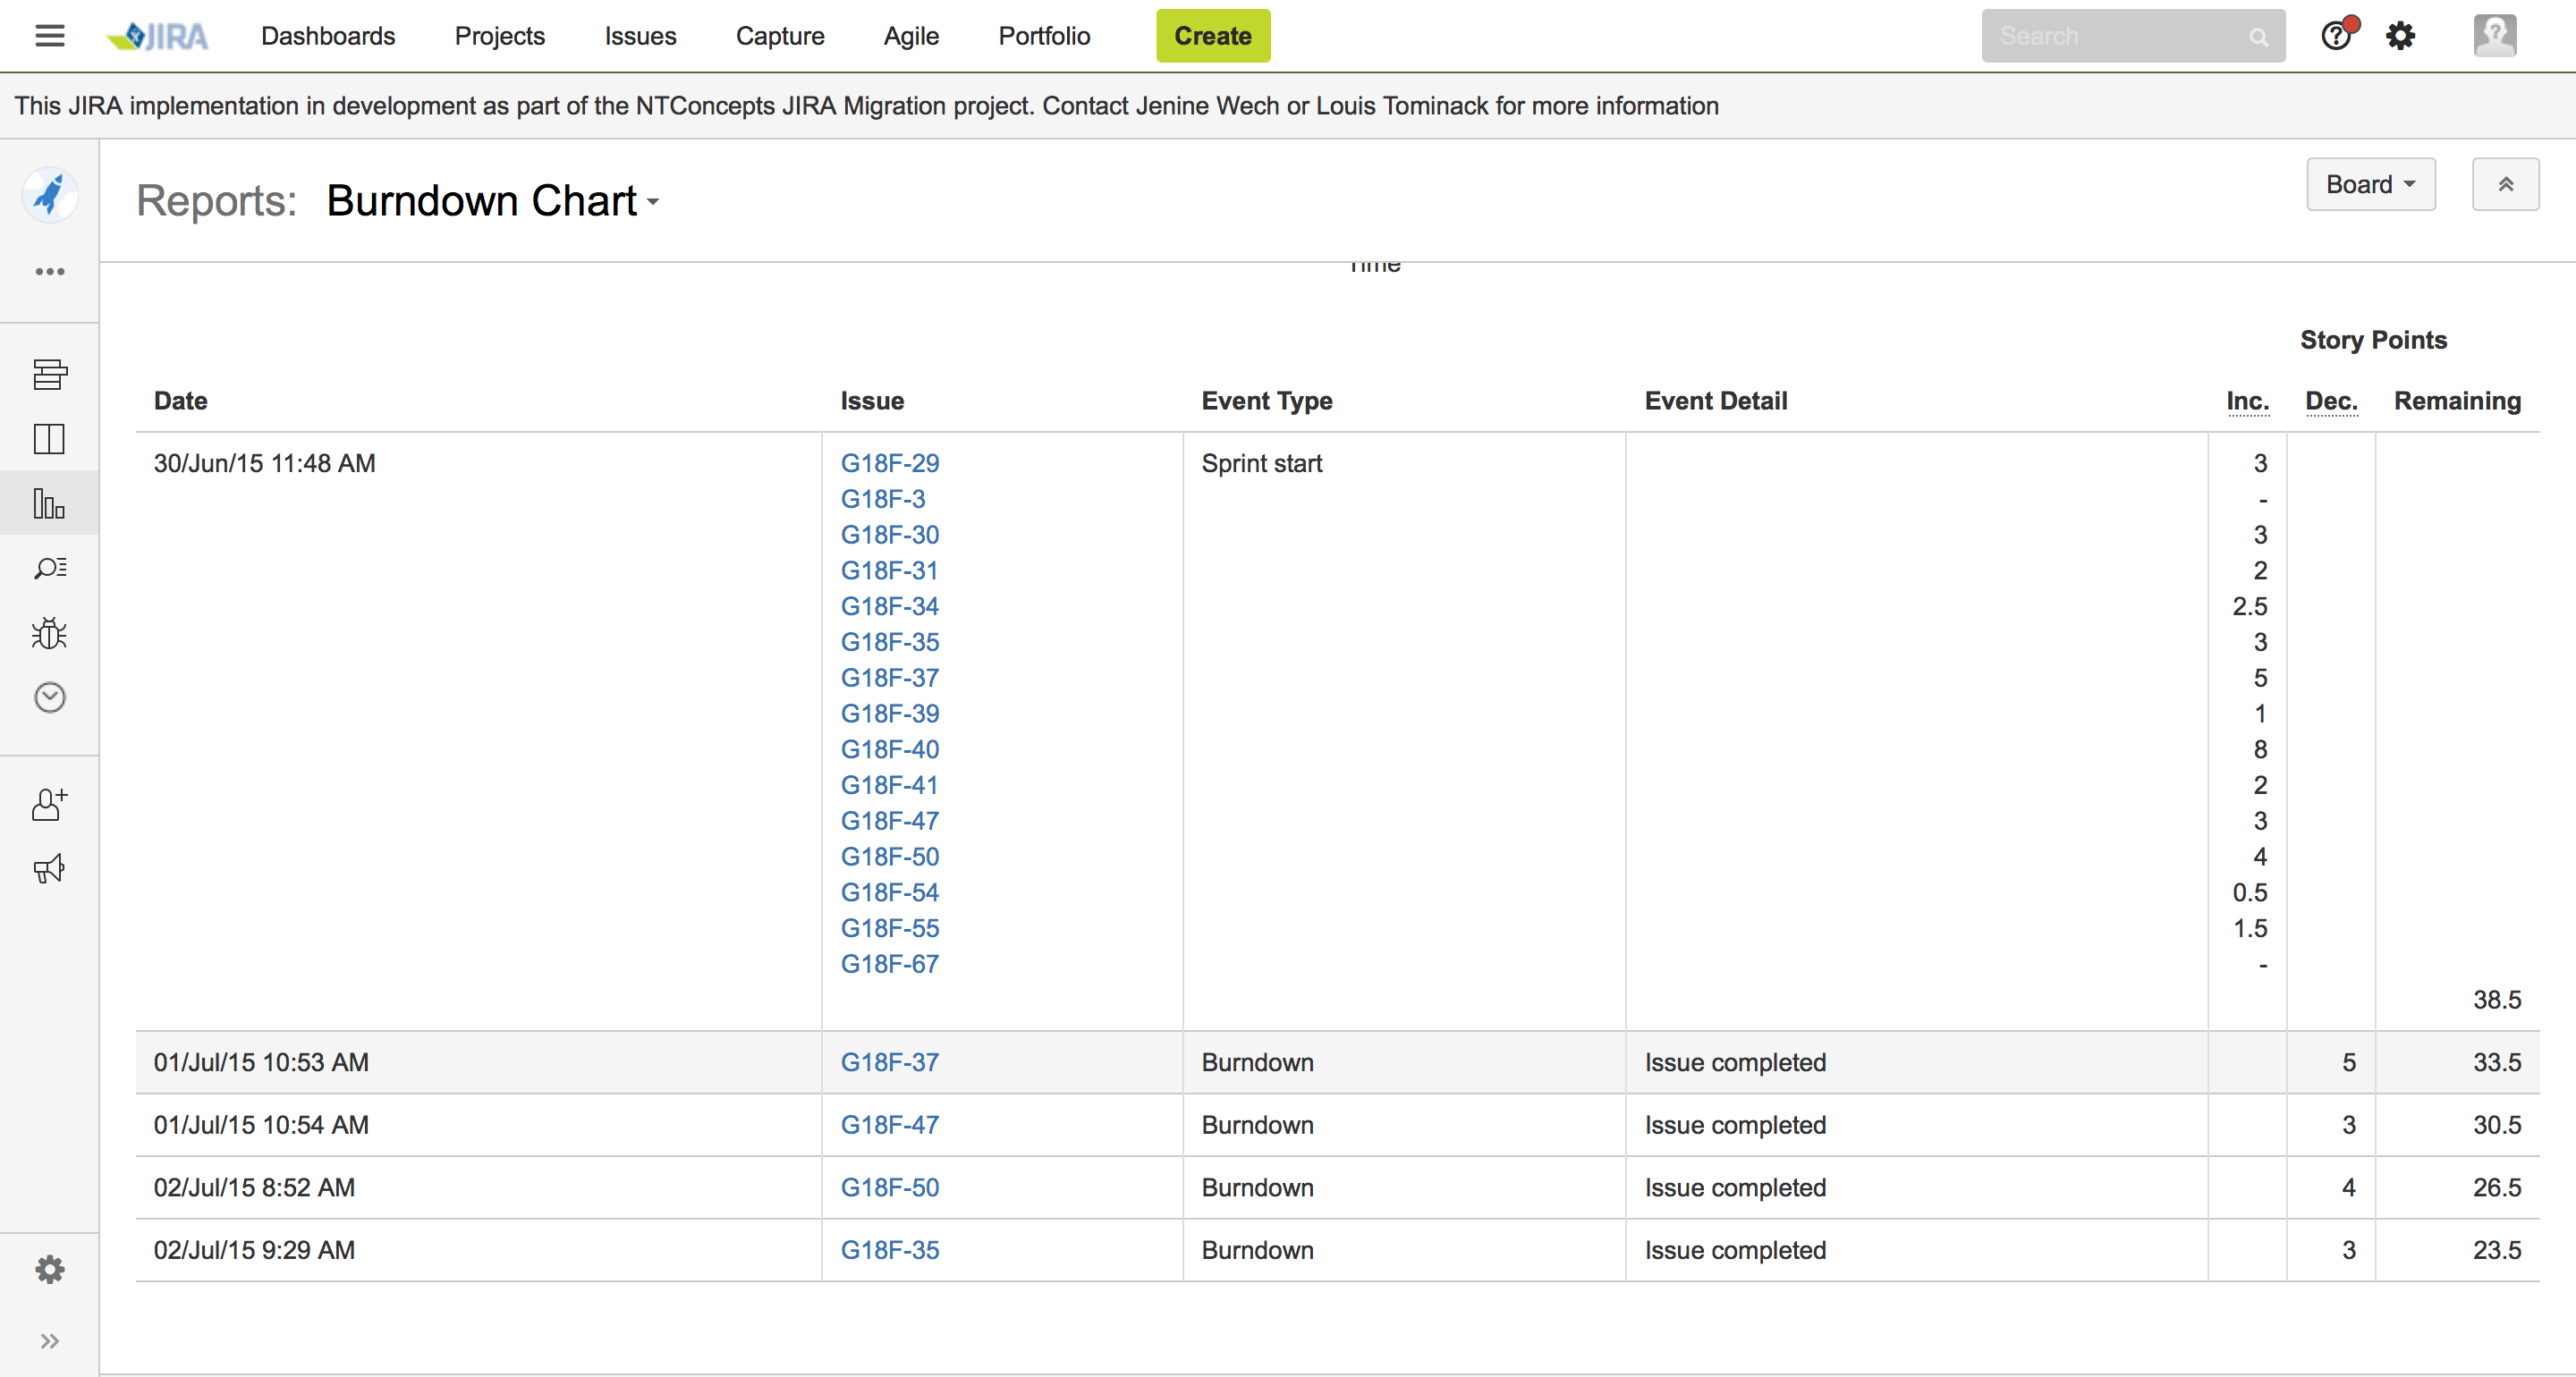 JIRA Dashboards Projects Issues Capture Agile Portfolio Create Search
This JIRA implementation in development as part of the NTConcepts JIRA Migration project. Contact Jenine Wech or Louis Tominack for more information
Reports: Burndown Chart Board
Time
Story Points
Date Issue Event Type Event Detail Inc. Dec. Remaining
30/Jun/15 11:48 AM G18F-29 Sprint start 3
G18F-3 -
G18F-30 3
G18F-31 2
G18F-34 2.5
G18F-35 3
G18F-37 5
G18F-39 1
G18F-40 8
G18F-41 2
G18F-47 3
G18F-50 4
G18F-54 0.5
G18F-55 1.5
G18F-67 -
38.5
01/Jul/15 10:53 AM G18F-37 Burndown Issue completed 5 33.5
01/Jul/15 10:54 AM G18F-47 Burndown Issue completed 3 30.5
02/Jul/15 8:52 AM G18F-50 Burndown Issue completed 4 26.5
02/Jul/15 9:29 AM G18F-35 Burndown Issue completed 3 23.5